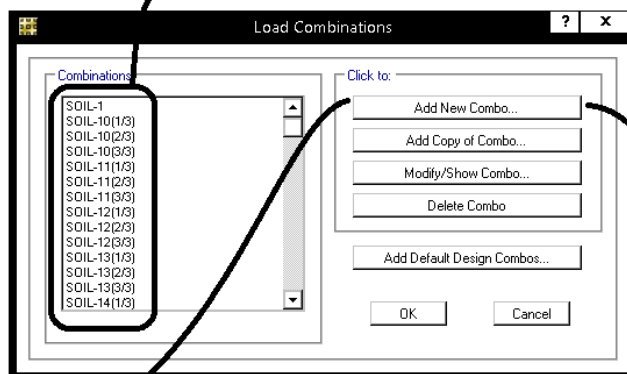 Load Combinations
? X
Combinations
SOIL-1
SOIL-10(1/3)
SOIL-10(2/3)
SOIL-10(3/3)
SOIL-11(1/3)
SOIL-11(2/3)
SOIL-11(3/3)
SOIL-12(1/3)
SOIL-12(2/3)
SOIL-12(3/3)
SOIL-13(1/3)
SOIL-13(2/3)
SOIL-13(3/3)
SOIL-14(1/3)
Click to:
Add New Combo...
Add Copy of Combo...
Modify/Show Combo...
Delete Combo
Add Default Design Combos...
OK
Cancel